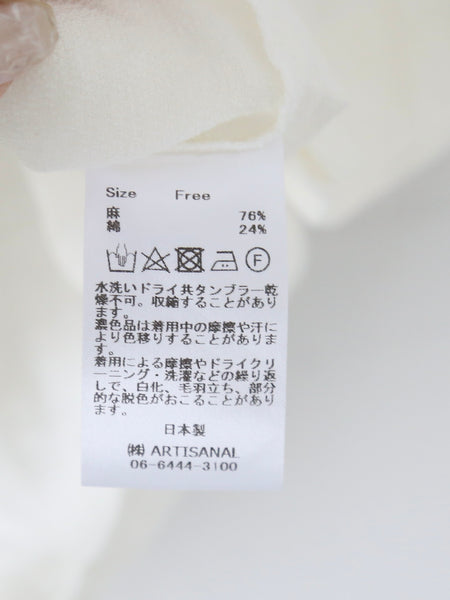 Size Free
麻 76%
綿 24%
F
水洗いドライ共タンブラー乾
燥不可。収縮することがあり
ます。
濃色品は着用中の摩擦や汗に
より色移りすることがありま
す。
着用による摩擦やドライクリ
ーニング・洗濯などの繰り返
しで、白化、毛羽立ち、部分
的な脱色がおこることがあり
ます。
日本製
㈱ ARTISANAL
06-6444-3100